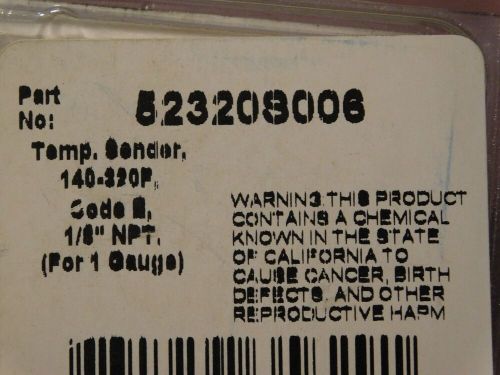 Part
No: 523208006
Temp. Sender,
140-320F,
Code E,
1/8" NPT.
(For 1 Gauge)
WARNING:THIS PRODUCT
CONTAINS A CHEMICAL
KNOWN IN THE STATE
OF CALIFORNIA TO
CAUSE CANCER, BIRTH
DEFECTS, AND OTHER
REPRODUCTIVE HARM